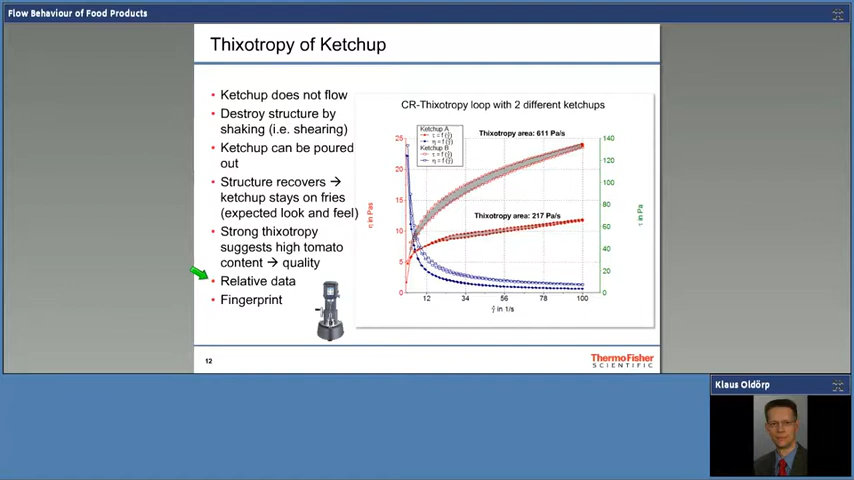 Flow Behaviour of Food Products
Thixotropy of Ketchup
• Ketchup does not flow
• Destroy structure by
shaking (i.e. shearing)
• Ketchup can be poured
out
• Structure recovers →
ketchup stays on fries
(expected look and feel)
• Strong thixotropy
suggests high tomato
content → quality
• Relative data
• Fingerprint
CR-Thixotropy loop with 2 different ketchups
Ketchup A
τ = f (γ̇)
η = f (γ̇)
Ketchup B
τ = f (γ̇)
η = f (γ̇)
Thixotropy area: 611 Pa/s
Thixotropy area: 217 Pa/s
25
20
15
10
5
0
η in Pas
140
120
100
80
60
40
20
0
τ in Pa
12 34 56 78 100
γ̇ in 1/s
12
ThermoFisher
SCIENTIFIC
Klaus Oldörp